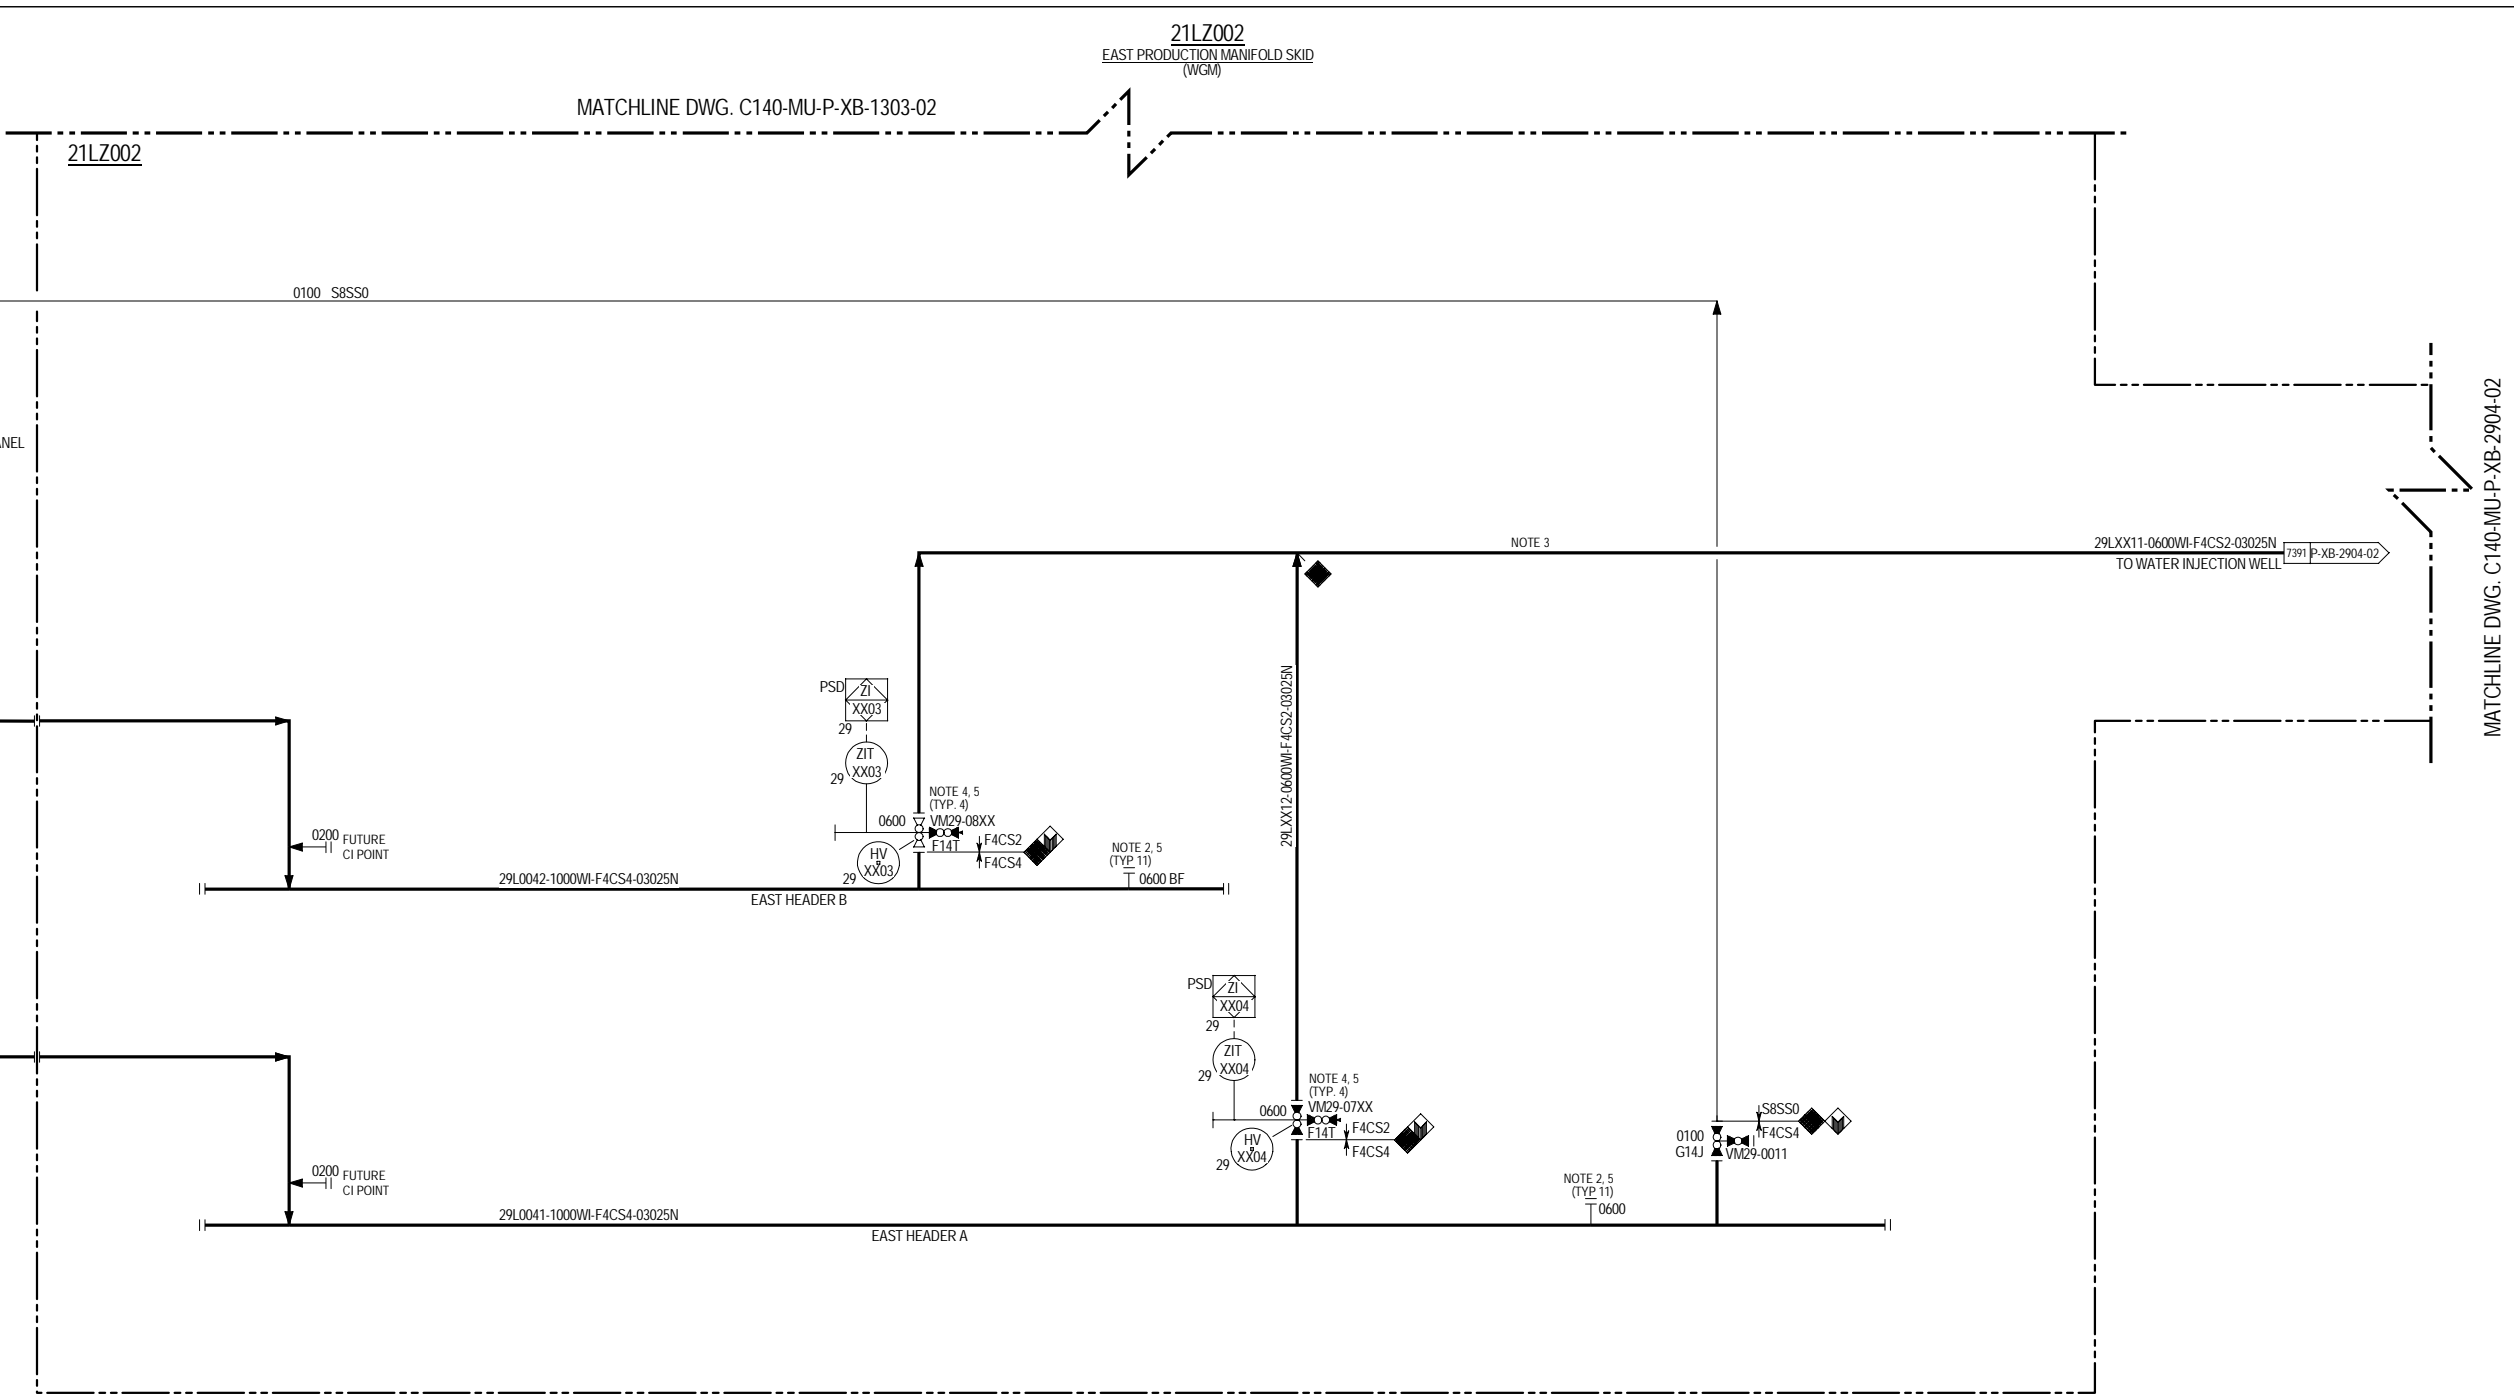 21LZ002
EAST PRODUCTION MANIFOLD SKID
(WGM)
MATCHLINE DWG. C140-MU-P-XB-1303-02
21LZ002
0100 S8SS0
ANEL
MATCHLINE DWG. C140-MU-P-XB-2904-02
NOTE 3
29LXX11-0600WI-F4CS2-03025N
7391 P-XB-2904-02
TO WATER INJECTION WELL
29LXX12-0600WI-F4CS2-03025N
PSD
ZI
XX03
29
ZIT
XX03
29
NOTE 4, 5
(TYP. 4)
0600
VM29-08XX
F14T
F4CS2
F4CS4
HV
XX03
29
0200 FUTURE
CI POINT
NOTE 2, 5
(TYP 11)
0600 BF
29L0042-1000WI-F4CS4-03025N
EAST HEADER B
PSD
ZI
XX04
29
ZIT
XX04
29
NOTE 4, 5
(TYP. 4)
0600
VM29-07XX
F14T
F4CS2
F4CS4
HV
XX04
29
S8SS0
F4CS4
0100
G14J
VM29-0011
0200 FUTURE
CI POINT
NOTE 2, 5
(TYP 11)
0600
29L0041-1000WI-F4CS4-03025N
EAST HEADER A